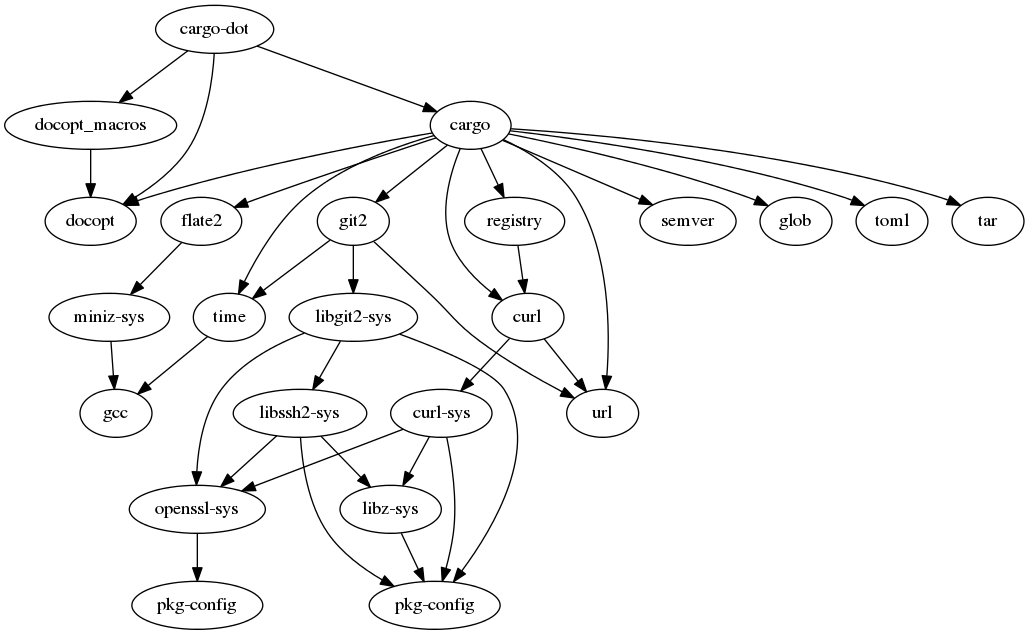 cargo-dot
docopt_macros
cargo
docopt
flate2
git2
registry
semver
glob
toml
tar
miniz-sys
time
libgit2-sys
curl
gcc
libssh2-sys
curl-sys
url
openssl-sys
libz-sys
pkg-config
pkg-config